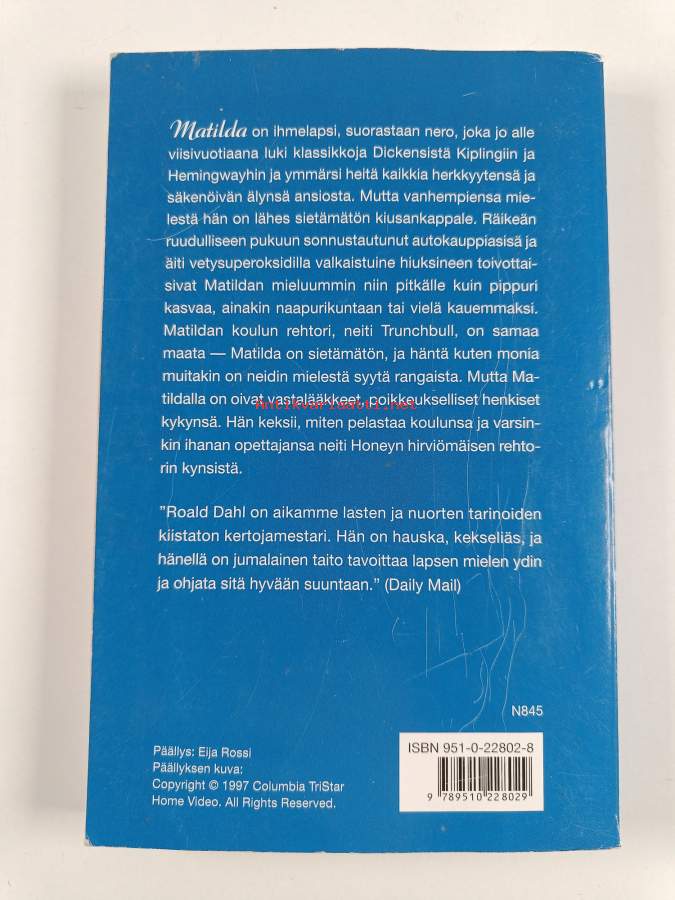 Matilda on ihmelapsi, suorastaan nero, joka jo alle
viisivuotiaana luki klassikkoja Dickensistä Kiplingiin ja
Hemingwayhin ja ymmärsi heitä kaikkia herkkyytensä ja
säkenöivän älynsä ansiosta. Mutta vanhempiensa mie-
lestä hän on lähes sietämätön kiusankappale. Räikeän
ruudulliseen pukuun sonnustautunut autokauppiasisä ja
äiti vetysuperoksidilla valkaistuine hiuksineen toivottai-
sivat Matildan mieluummin niin pitkälle kuin pippuri
kasvaa, ainakin naapurikuntaan tai vielä kauemmaksi.
Matildan koulun rehtori, neiti Trunchbull, on samaa
maata — Matilda on sietämätön, ja häntä kuten monia
muitakin on neidin mielestä syytä rangaista. Mutta Ma-
tildalla on oivat vastalääkkeet, poikkeukselliset henkiset
Antikvariaatti.net
kykynsä. Hän keksii, miten pelastaa koulunsa ja varsin-
kin ihanan opettajansa neiti Honeyn hirviömäisen rehto-
rin kynsistä.
"Roald Dahl on aikamme lasten ja nuorten tarinoiden
kiistaton kertojamestari. Hän on hauska, kekseliäs, ja
hänellä on jumalainen taito tavoittaa lapsen mielen ydin
ja ohjata sitä hyvään suuntaan." (Daily Mail)
N845
Päällys: Eija Rossi
Päällyksen kuva:
Copyright © 1997 Columbia TriStar
Home Video. All Rights Reserved.
ISBN 951-0-22802-8
9 789510 228029